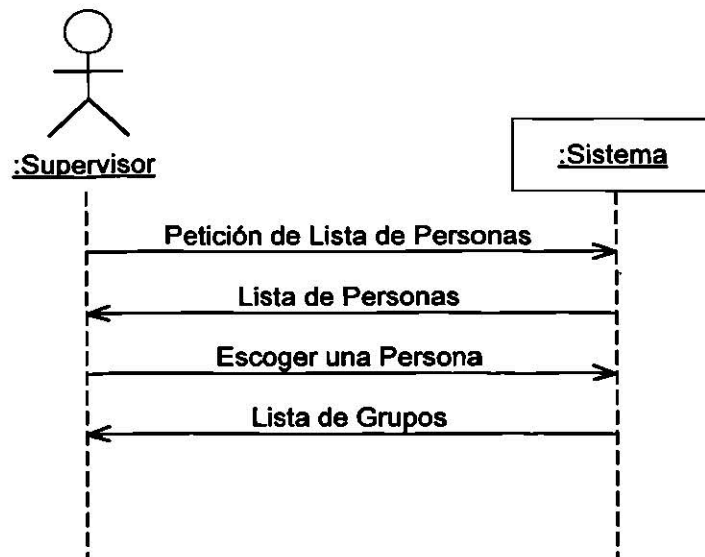 :Supervisor
:Sistema
Petición de Lista de Personas
Lista de Personas
Escoger una Persona
Lista de Grupos